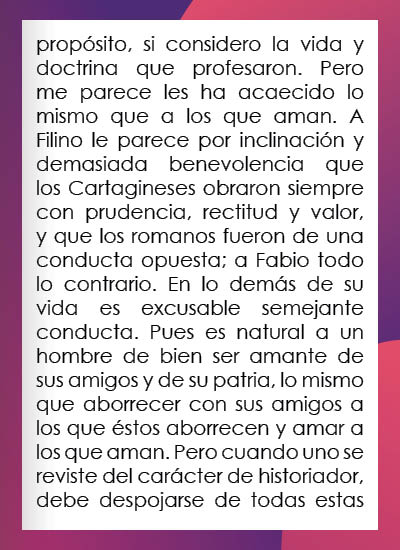 propósito, si considero la vida y
doctrina que profesaron. Pero
me parece les ha acaecido lo
mismo que a los que aman. A
Filino le parece por inclinación y
demasiada benevolencia que
los Cartagineses obraron siempre
con prudencia, rectitud y valor,
y que los romanos fueron de una
conducta opuesta; a Fabio todo
lo contrario. En lo demás de su
vida es excusable semejante
conducta. Pues es natural a un
hombre de bien ser amante de
sus amigos y de su patria, lo mismo
que aborrecer con sus amigos a
los que éstos aborrecen y amar a
los que aman. Pero cuando uno se
reviste del carácter de historiador,
debe despojarse de todas estas